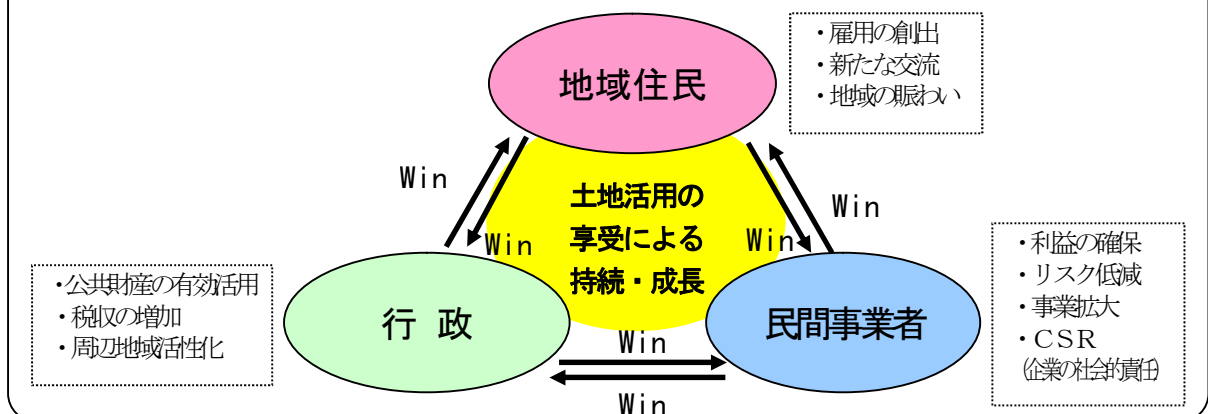 地域住民
・雇用の創出
・新たな交流
・地域の賑わい
Win
Win
Win
Win
土地活用の
享受による
持続・成長
行 政
・公共財産の有効活用
・税収の増加
・周辺地域活性化
民間事業者
・利益の確保
・リスク低減
・事業拡大
・ＣＳＲ
(企業の社会的責任)
Win
Win